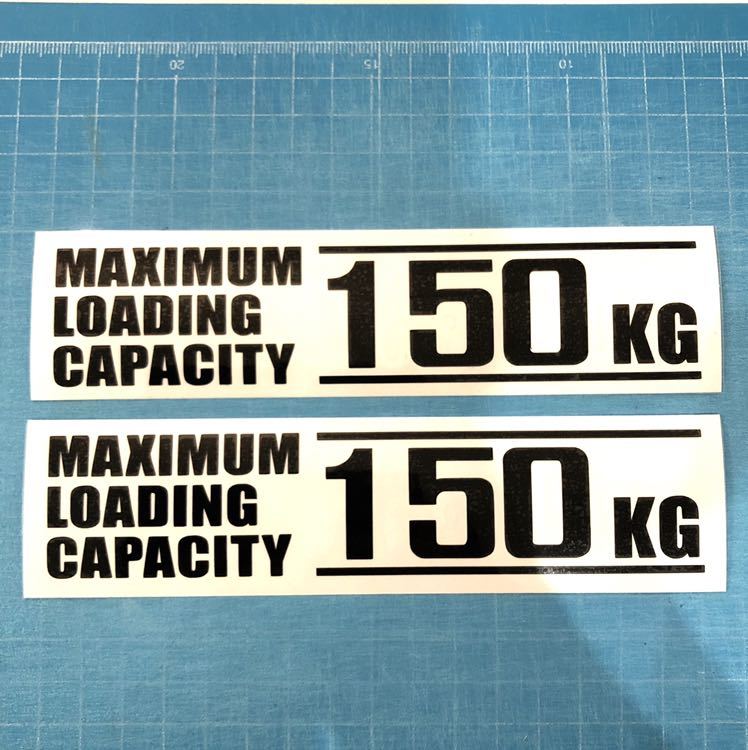 20 15 10
MAXIMUM
LOADING
CAPACITY
150 KG
MAXIMUM
LOADING
CAPACITY
150 KG